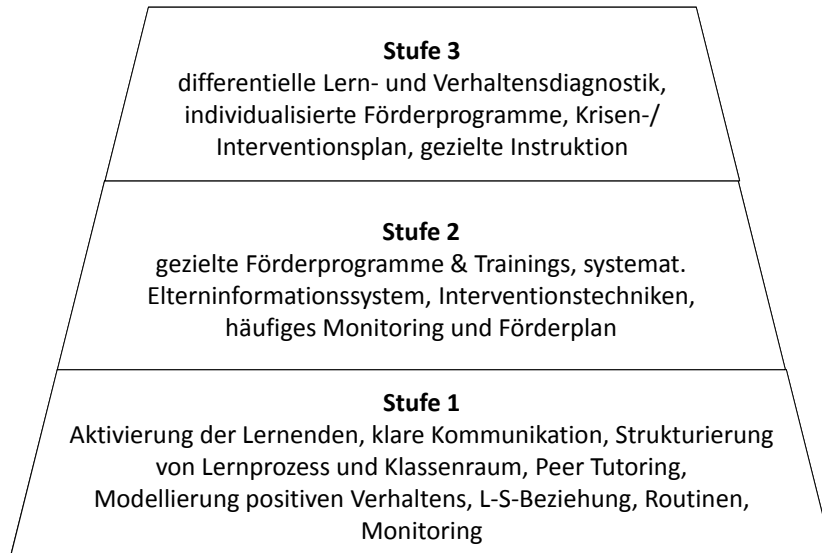 Stufe 3
differentielle Lern- und Verhaltensdiagnostik,
individualisierte Förderprogramme, Krisen-/
Interventionsplan, gezielte Instruktion
Stufe 2
gezielte Förderprogramme & Trainings, systemat.
Elterninformationssystem, Interventionstechniken,
häufiges Monitoring und Förderplan
Stufe 1
Aktivierung der Lernenden, klare Kommunikation, Strukturierung
von Lernprozess und Klassenraum, Peer Tutoring,
Modellierung positiven Verhaltens, L-S-Beziehung, Routinen,
Monitoring